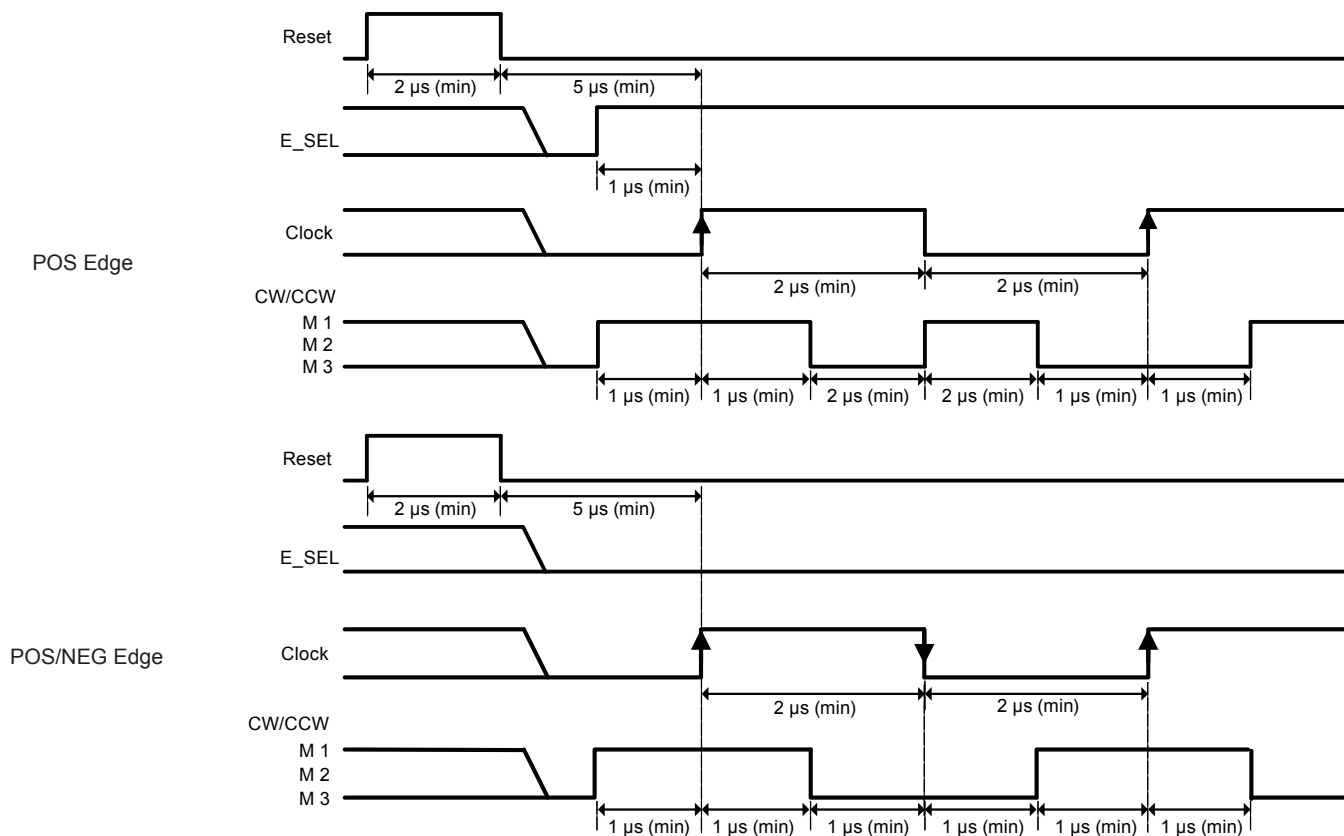 Reset
2 µs (min) 5 µs (min)
E_SEL
1 µs (min)
Clock
POS Edge
2 µs (min) 2 µs (min)
CW/CCW
M 1
M 2
M 3
1 µs (min) 1 µs (min) 2 µs (min) 2 µs (min) 1 µs (min) 1 µs (min)
Reset
2 µs (min) 5 µs (min)
E_SEL
Clock
POS/NEG Edge
2 µs (min) 2 µs (min)
CW/CCW
M 1
M 2
M 3
1 µs (min) 1 µs (min) 1 µs (min) 1 µs (min) 1 µs (min) 1 µs (min)